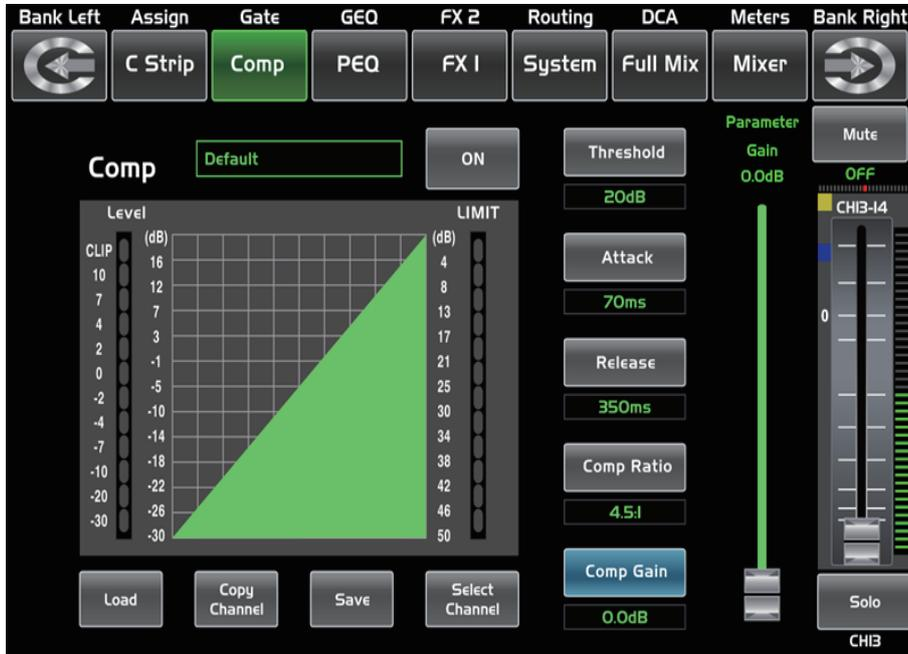 Bank Left Assign Gate GEQ FX 2 Routing DCA Meters Bank Right
C Strip Comp PEQ FX 1 System Full Mix Mixer
Comp Default ON
Threshold
20dB
Attack
70ms
Release
350ms
Comp Ratio
4.5:1
Comp Gain
0.0dB
Parameter
Gain
0.0dB
Mute
OFF
CH13-14
0
Solo
CH13
Level LIMIT
(dB) (dB)
CLIP 16 4
10 12 8
7 7 13
4 3 17
2 -1 21
0 -5 25
-2 -10 30
-4 -14 34
-7 -18 38
-10 -22 42
-20 -26 46
-30 -30 50
Load
Copy
Channel
Save
Select
Channel